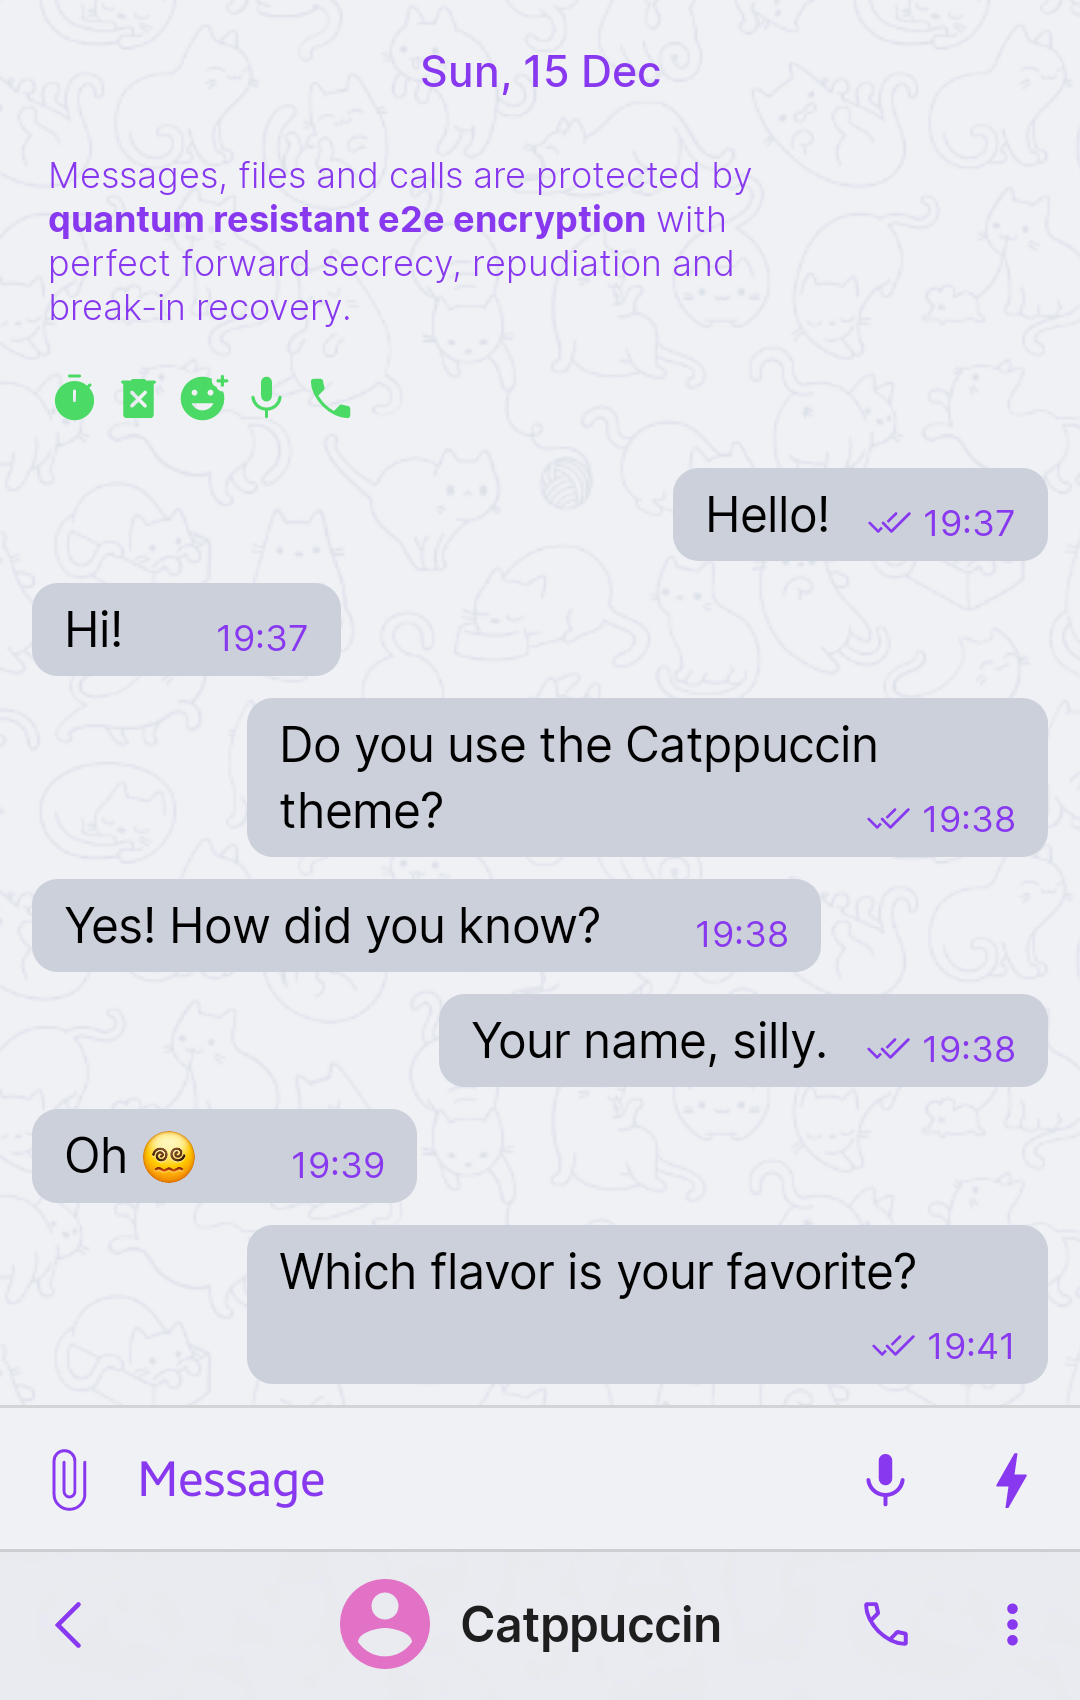 Sun, 15 Dec
Messages, files and calls are protected by
quantum resistant e2e encryption with
perfect forward secrecy, repudiation and
break-in recovery.
Hello! 19:37
Hi! 19:37
Do you use the Catppuccin
theme? 19:38
Yes! How did you know? 19:38
Your name, silly. 19:38
Oh 😵‍💫 19:39
Which flavor is your favorite?
19:41
Message
Catppuccin